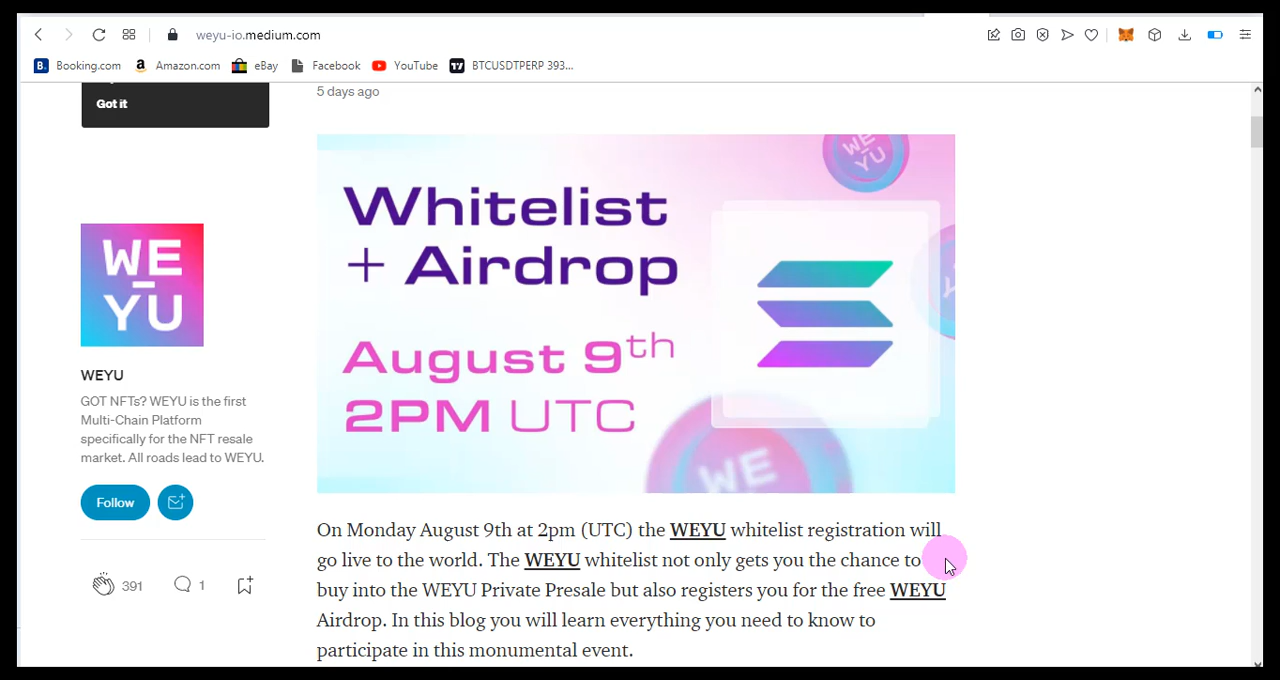 weyu-io.medium.com
B. Booking.com a Amazon.com eBay Facebook YouTube BTCUSDTPERP 393...
Got it
5 days ago
Whitelist
+ Airdrop
August 9th
2PM UTC
WE
YU
WE
WE
YU
WEYU
GOT NFTs? WEYU is the first
Multi-Chain Platform
specifically for the NFT resale
market. All roads lead to WEYU.
Follow
391 1
On Monday August 9th at 2pm (UTC) the WEYU whitelist registration will
go live to the world. The WEYU whitelist not only gets you the chance to
buy into the WEYU Private Presale but also registers you for the free WEYU
Airdrop. In this blog you will learn everything you need to know to
participate in this monumental event.